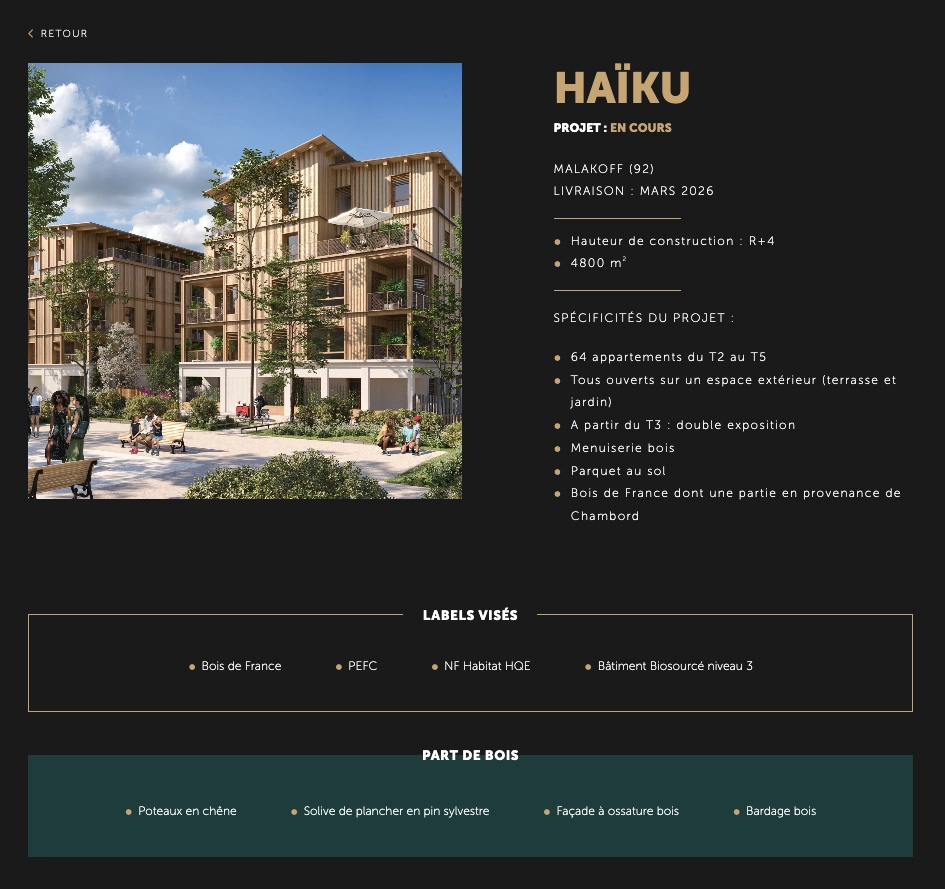 RETOUR
HAÏKU
PROJET : EN COURS
MALAKOFF (92)
LIVRAISON : MARS 2026
Hauteur de construction : R+4
4800 m²
SPÉCIFICITÉS DU PROJET :
64 appartements du T2 au T5
Tous ouverts sur un espace extérieur (terrasse et
jardin)
A partir du T3 : double exposition
Menuiserie bois
Parquet au sol
Bois de France dont une partie en provenance de
Chambord
LABELS VISÉS
Bois de France
PEFC
NF Habitat HQE
Bâtiment Biosourcé niveau 3
PART DE BOIS
Poteaux en chêne
Solive de plancher en pin sylvestre
Façade à ossature bois
Bardage bois